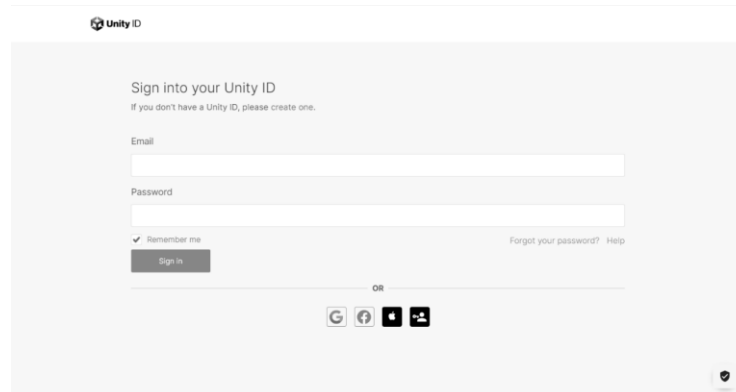 Unity ID
Sign into your Unity ID
If you don't have a Unity ID, please create one.
Email
Password
Remember me
Forgot your password? Help
Sign in
OR